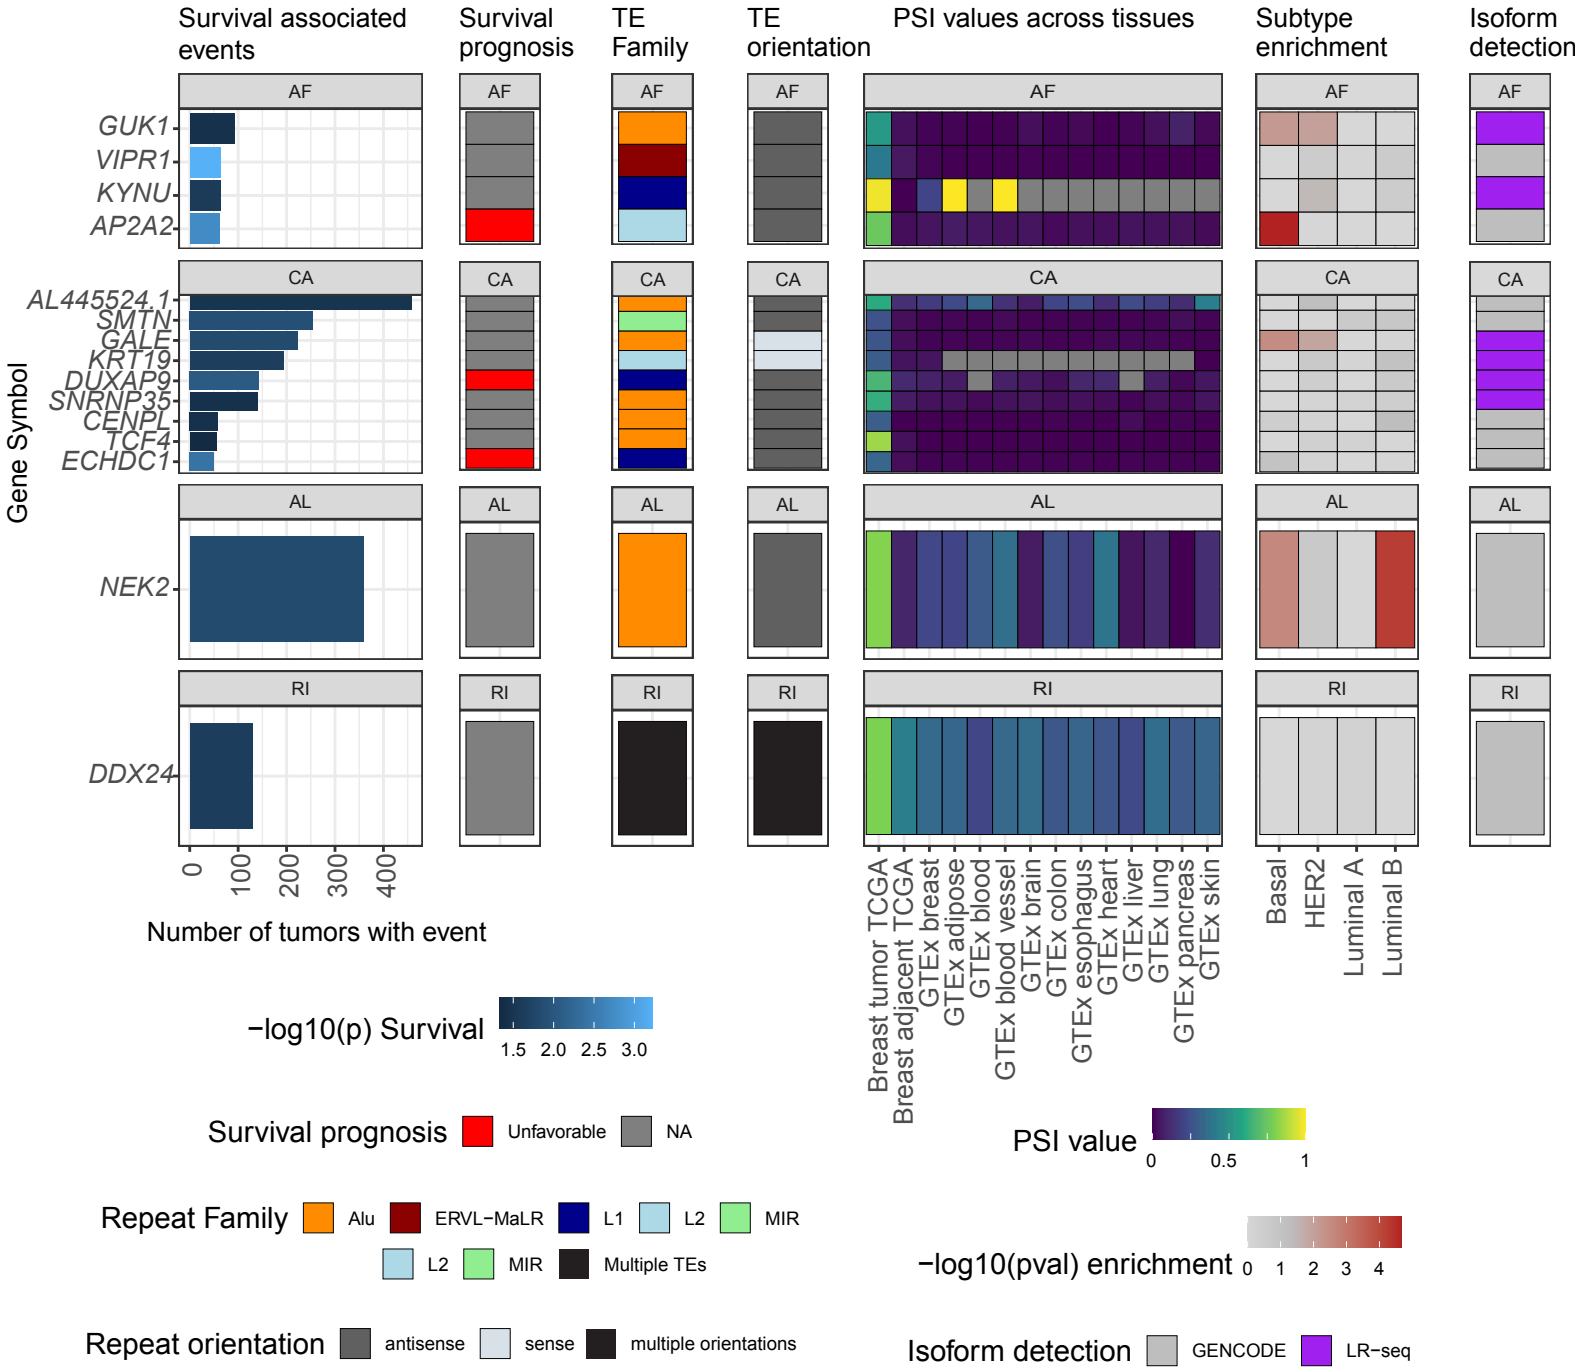 Survival associated events
Survival prognosis
TE Family
TE orientation
PSI values across tissues
Subtype enrichment
Isoform detection
AF AF AF AF AF AF AF
GUK1
VIPR1
KYNU
AP2A2
CA CA CA CA CA CA CA
AL445524.1
SMTN
GALE
KRT19
DUXAP9
SNRNP35
CENPL
TCF4
ECHDC1
Gene Symbol
AL AL AL AL AL AL AL
NEK2
RI RI RI RI RI RI RI
DDX24
0 100 200 300 400
Number of tumors with event
Breast tumor TCGA
Breast adjacent TCGA
GTEx breast
GTEx adipose
GTEx blood
GTEx blood vessel
GTEx brain
GTEx colon
GTEx esophagus
GTEx heart
GTEx liver
GTEx lung
GTEx pancreas
GTEx skin
Basal
HER2
Luminal A
Luminal B
−log10(p) Survival
1.5 2.0 2.5 3.0
Survival prognosis Unfavorable NA
PSI value
0 0.5 1
Repeat Family Alu ERVL−MaLR L1 L2 MIR
L2 MIR Multiple TEs
−log10(pval) enrichment 0 1 2 3 4
Repeat orientation antisense sense multiple orientations
Isoform detection GENCODE LR−seq